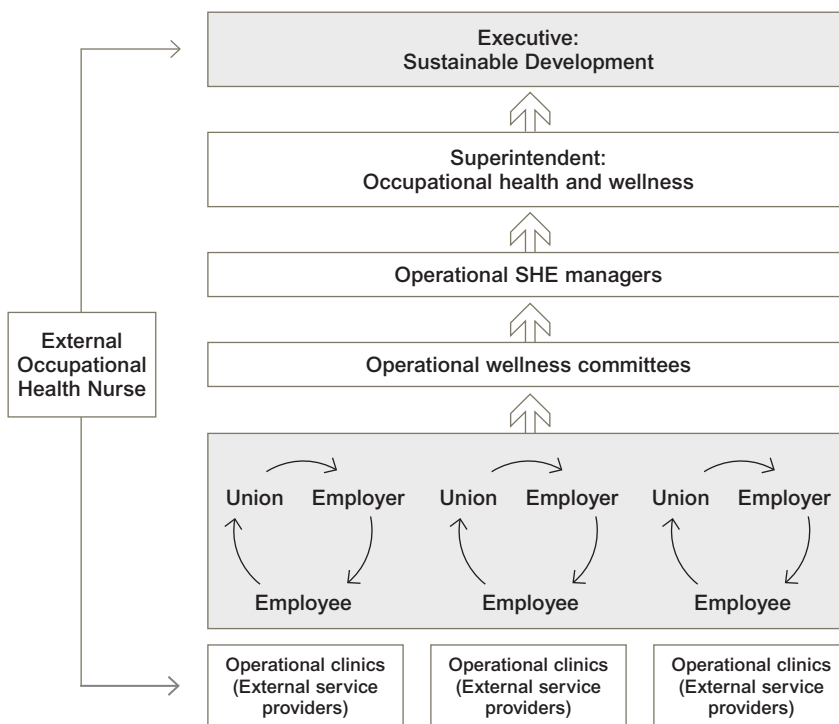 Executive:
Sustainable Development
Superintendent:
Occupational health and wellness
Operational SHE managers
External
Occupational
Health Nurse
Operational wellness committees
Union Employer
Employee
Union Employer
Employee
Union Employer
Employee
Operational clinics
(External service
providers)
Operational clinics
(External service
providers)
Operational clinics
(External service
providers)